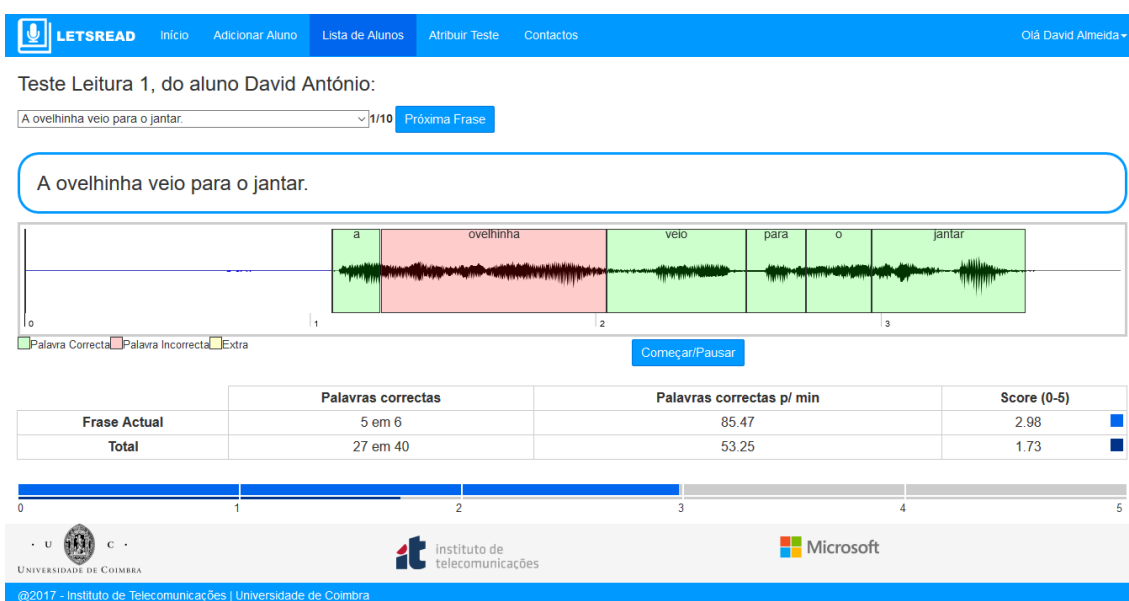 LETSREAD Início Adicionar Aluno Lista de Alunos Atribuir Teste Contactos Olá David Almeida
Teste Leitura 1, do aluno David António:
A ovelhinha veio para o jantar. 1/10 Próxima Frase
A ovelhinha veio para o jantar.
a ovelhinha veio para o jantar
0 1 2 3
Palavra Correcta Palavra Incorrecta Extra
Começar/Pausar
Palavras correctas Palavras correctas p/ min Score (0-5)
Frase Actual 5 em 6 85.47 2.98
Total 27 em 40 53.25 1.73
0 1 2 3 4 5
· U C ·
UNIVERSIDADE DE COIMBRA
it instituto de
telecomunicações
Microsoft
@2017 - Instituto de Telecomunicações | Universidade de Coimbra